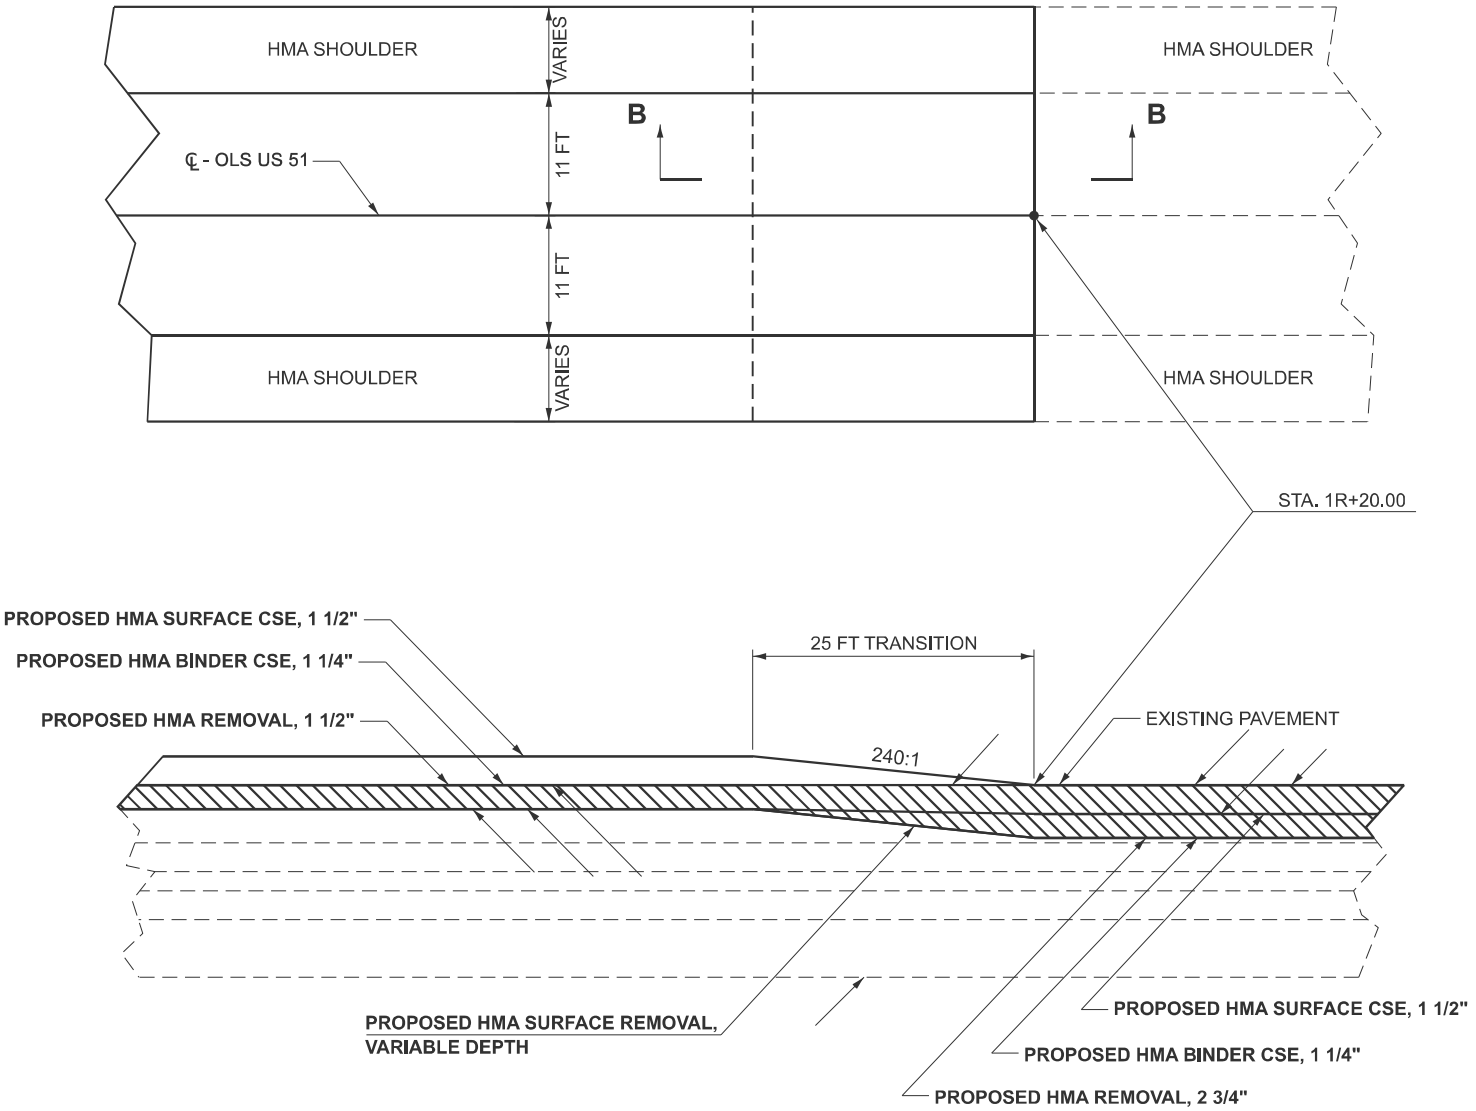 HMA SHOULDER
VARIES
HMA SHOULDER
B
B
11 FT
℄ - OLS US 51
11 FT
HMA SHOULDER
VARIES
HMA SHOULDER
STA. 1R+20.00
PROPOSED HMA SURFACE CSE, 1 1/2"
25 FT TRANSITION
PROPOSED HMA BINDER CSE, 1 1/4"
PROPOSED HMA REMOVAL, 1 1/2"
EXISTING PAVEMENT
240:1
PROPOSED HMA SURFACE CSE, 1 1/2"
PROPOSED HMA SURFACE REMOVAL,
VARIABLE DEPTH
PROPOSED HMA BINDER CSE, 1 1/4"
PROPOSED HMA REMOVAL, 2 3/4"